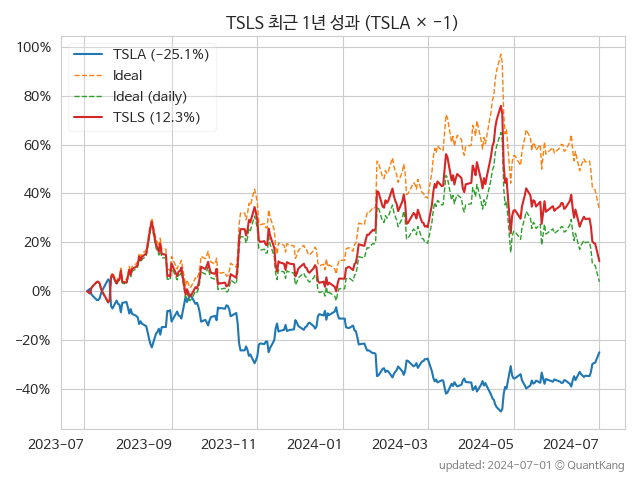 TSLS 최근 1년 성과 (TSLA × −1)
TSLA (−25.1%)
Ideal
Ideal (daily)
TSLS (12.3%)
100%
80%
60%
40%
20%
0%
−20%
−40%
2023-07
2023-09
2023-11
2024-01
2024-03
2024-05
2024-07
updated: 2024-07-01 © QuantKang